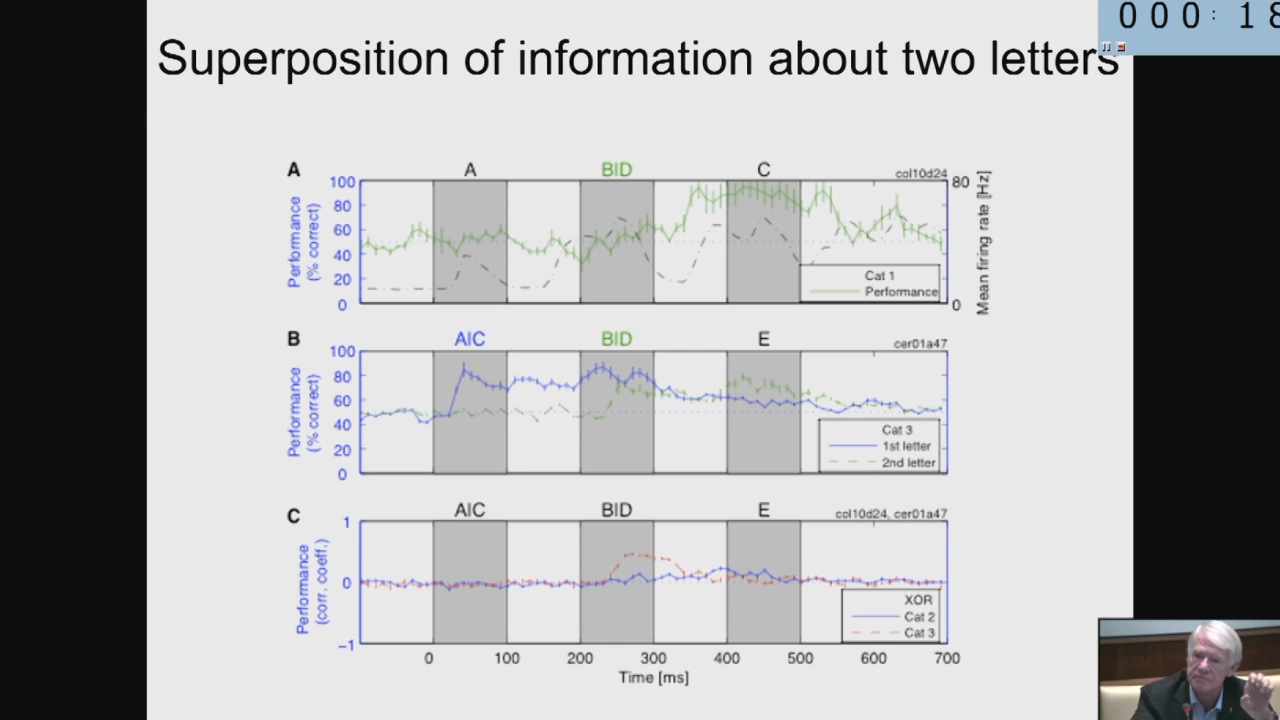 000:18
Superposition of information about two letters
A
A
BID
C
col10d24
100
80
60
40
20
0
Performance
(% correct)
80
0
Mean firing rate [Hz]
Cat 1
Performance
B
AIC
BID
E
cer01a47
100
80
60
40
20
0
Performance
(% correct)
Cat 3
1st letter
2nd letter
C
AIC
BID
E
col10d24, cer01a47
1
0
−1
Performance
(corr. coeff.)
XOR
Cat 2
Cat 3
0 100 200 300 400 500 600 700
Time [ms]